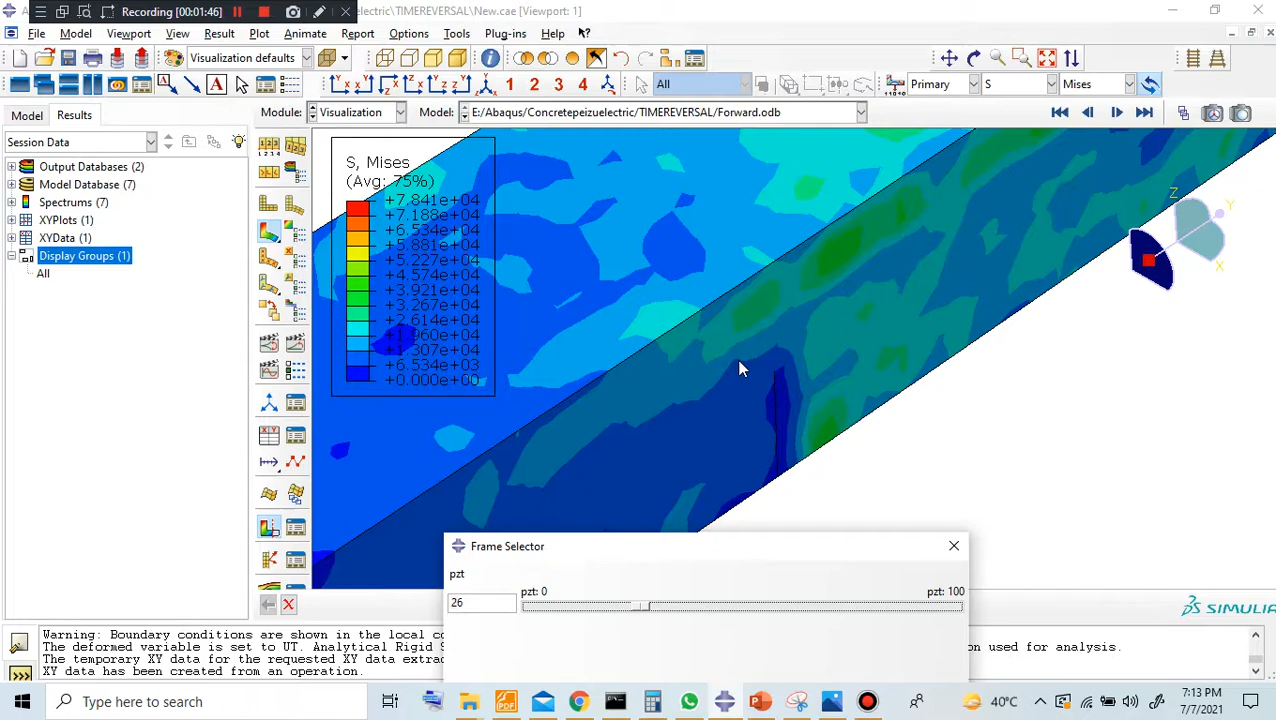 Recording [00:01:46]
electric\TIMEREVERSAL\New.cae [Viewport: 1]
File Model Viewport View Result Plot Animate Report Options Tools Plug-ins Help
Visualization defaults
1 2 3 4 All Primary S Mises
Model Results Module: Visualization Model: E:/Abaqus/Concretepeizuelectric/TIMEREVERSAL/Forward.odb
Session Data
Output Databases (2)
Model Database (7)
Spectrums (7)
XYPlots (1)
XYData (1)
Display Groups (1)
All
S, Mises
(Avg: 75%)
+7.841e+04
+7.188e+04
+6.534e+04
+5.881e+04
+5.227e+04
+4.574e+04
+3.921e+04
+3.267e+04
+2.614e+04
+1.960e+04
+1.307e+04
+6.534e+03
+0.000e+00
Z
Y
X
Frame Selector
pzt
pzt: 0 pzt: 100
26
SIMULIA
Warning: Boundary conditions are shown in the local co
The deformed variable is set to UT. Analytical Rigid S on used for analysis.
The temporary XY data for the requested XY data extrac
XY data has been created from an operation.
Type here to search
40°C
7:13 PM
7/7/2021